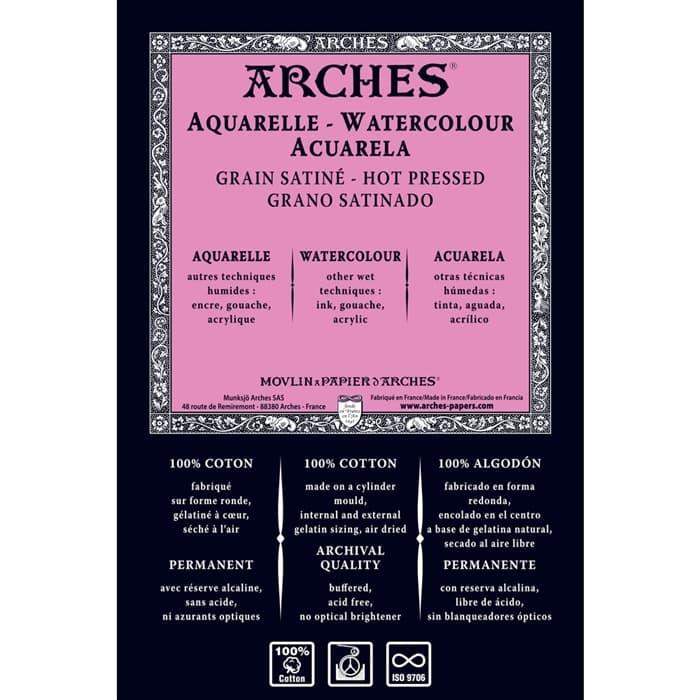 ARCHES
ARCHES®
AQUARELLE - WATERCOLOUR
ACUARELA
GRAIN SATINÉ - HOT PRESSED
GRANO SATINADO
AQUARELLE
autres techniques
humides :
encre, gouache,
acrylique
WATERCOLOUR
other wet
techniques :
ink, gouache,
acrylic
ACUARELA
otras técnicas
húmedas :
tinta, aguada,
acrílico
MOVLIN & PAPIER D ARCHES®
Munksjö Arches SAS
48 route de Remiremont - 88380 Arches - France
Fabriqué en France/Made in France/Fabricado en Francia
www.arches-papers.com
100% COTON
fabriqué
sur forme ronde,
gélatiné à cœur,
séché à l'air
PERMANENT
avec réserve alcaline,
sans acide,
ni azurants optiques
100% COTTON
made on a cylinder
mould,
internal and external
gelatin sizing, air dried
ARCHIVAL
QUALITY
buffered,
acid free,
no optical brightener
100% ALGODÓN
fabricado en forma
redonda,
encolado en el centro
a base de gelatina natural,
secado al aire libre
PERMANENTE
con reserva alcalina,
libre de ácido,
sin blanqueadores ópticos
100%
Cotton
ISO 9706